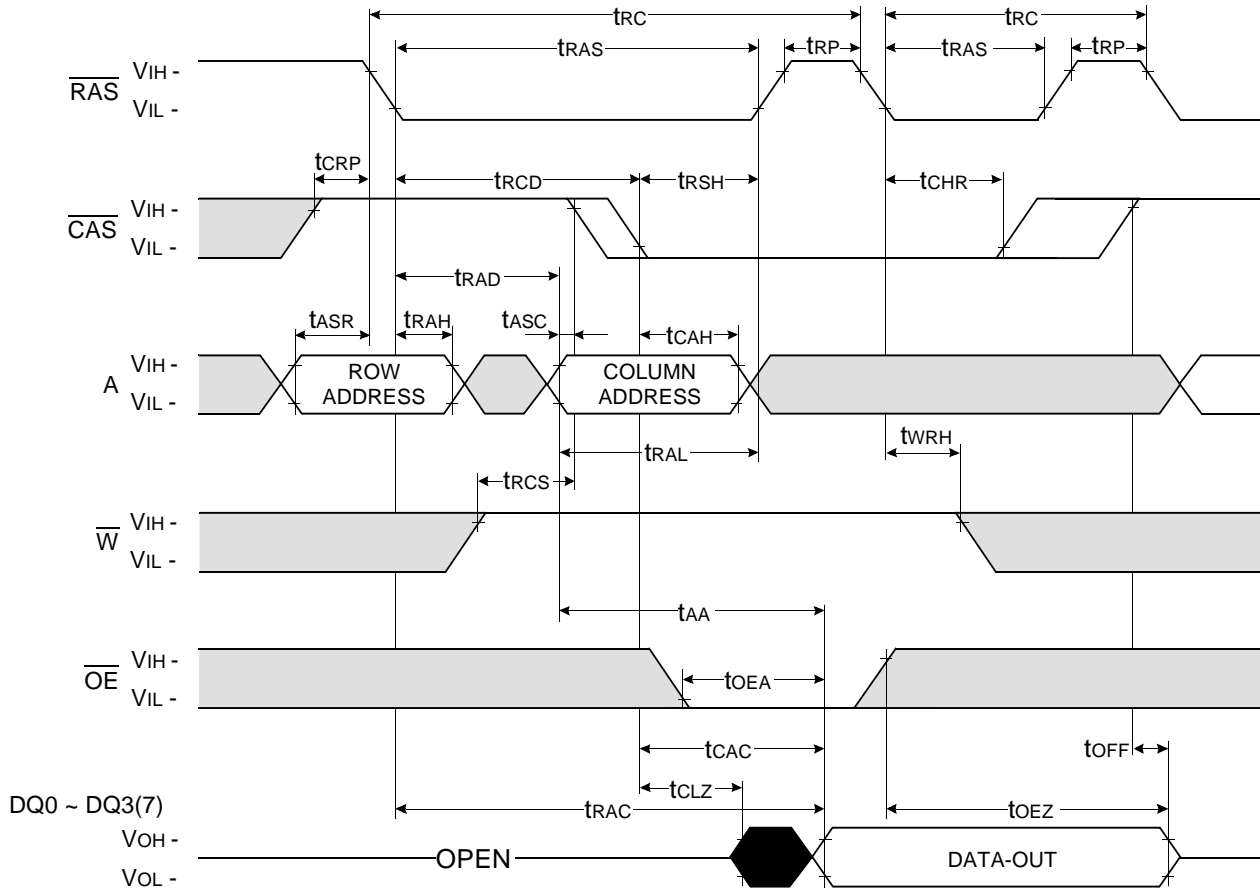 tRC tRC
tRAS tRP tRAS tRP
RAS VIH -
VIL -
tCRP tRCD tRSH tCHR
CAS VIH -
VIL -
tRAD
tASR tRAH tASC tCAH
A VIH -
VIL -
ROW
ADDRESS
COLUMN
ADDRESS
tWRH
tRAL
tRCS
W VIH -
VIL -
tAA
OE VIH -
VIL -
tOEA
tCAC tOFF
tCLZ
DQ0 ~ DQ3(7) tRAC tOEZ
VOH -
VOL -
OPEN DATA-OUT